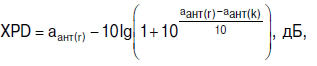 XPD = aант(г) − 10lg(1+10^((aант(г)−aант(k))/10)), дБ,